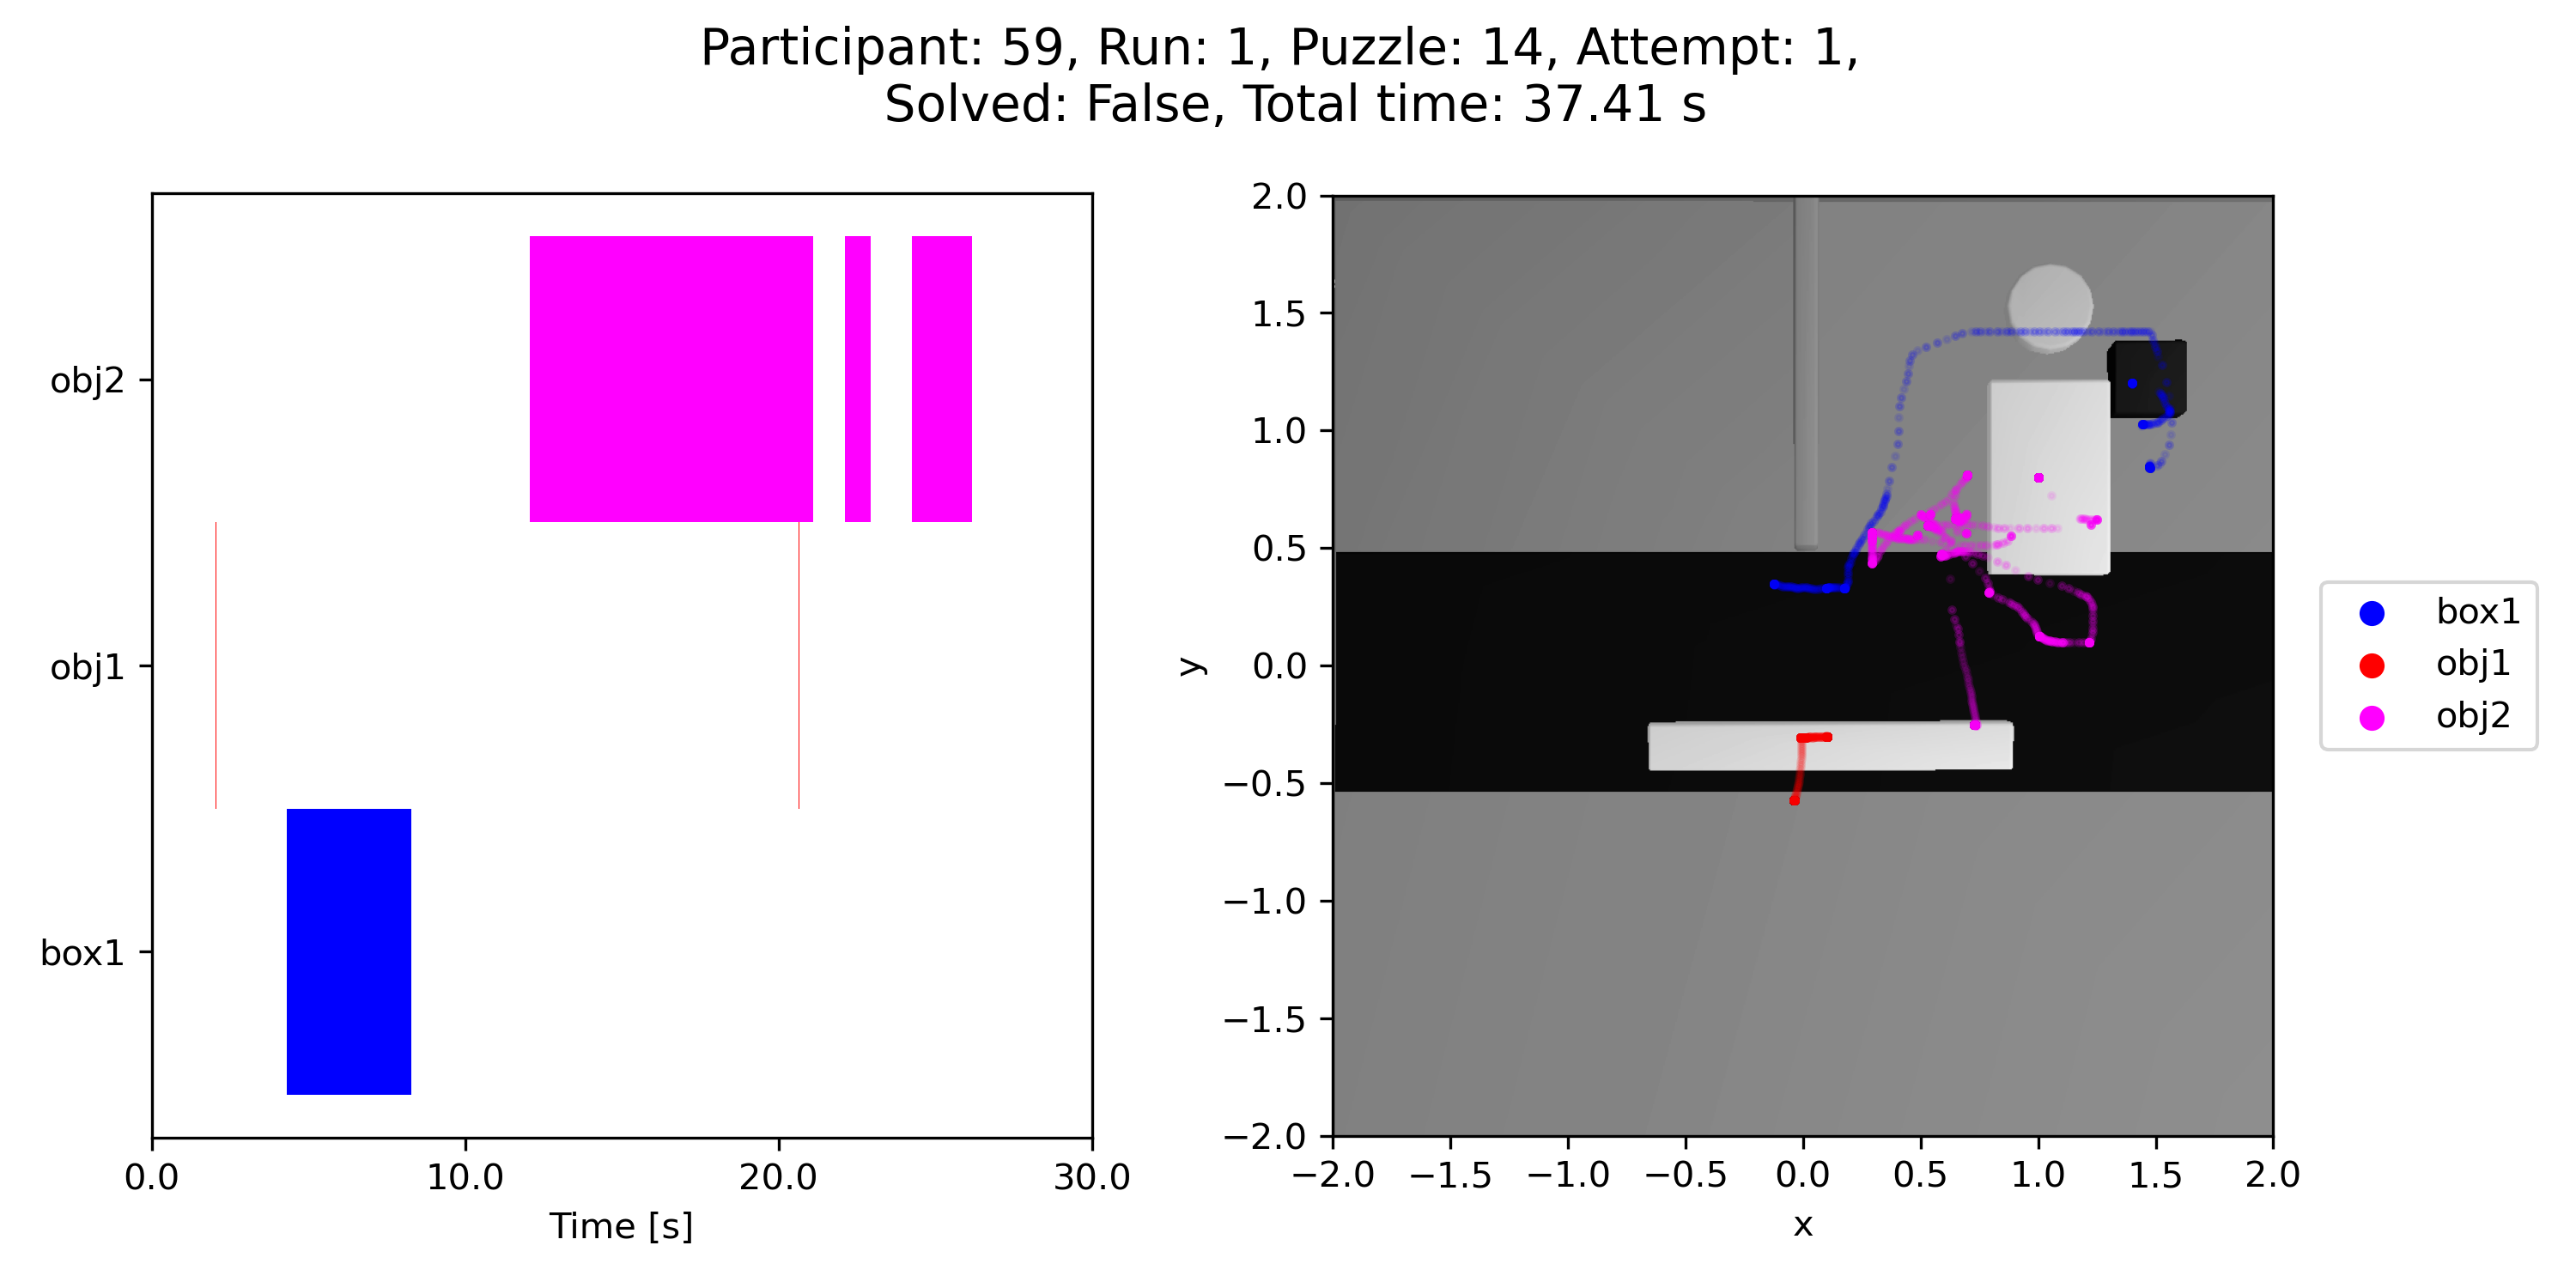 Participant: 59, Run: 1, Puzzle: 14, Attempt: 1,
Solved: False, Total time: 37.41 s
obj2
obj1
box1
0.0 10.0 20.0 30.0
Time [s]
2.0
1.5
1.0
0.5
0.0
−0.5
−1.0
−1.5
−2.0
y
−2.0 −1.5 −1.0 −0.5 0.0 0.5 1.0 1.5 2.0
x
box1
obj1
obj2